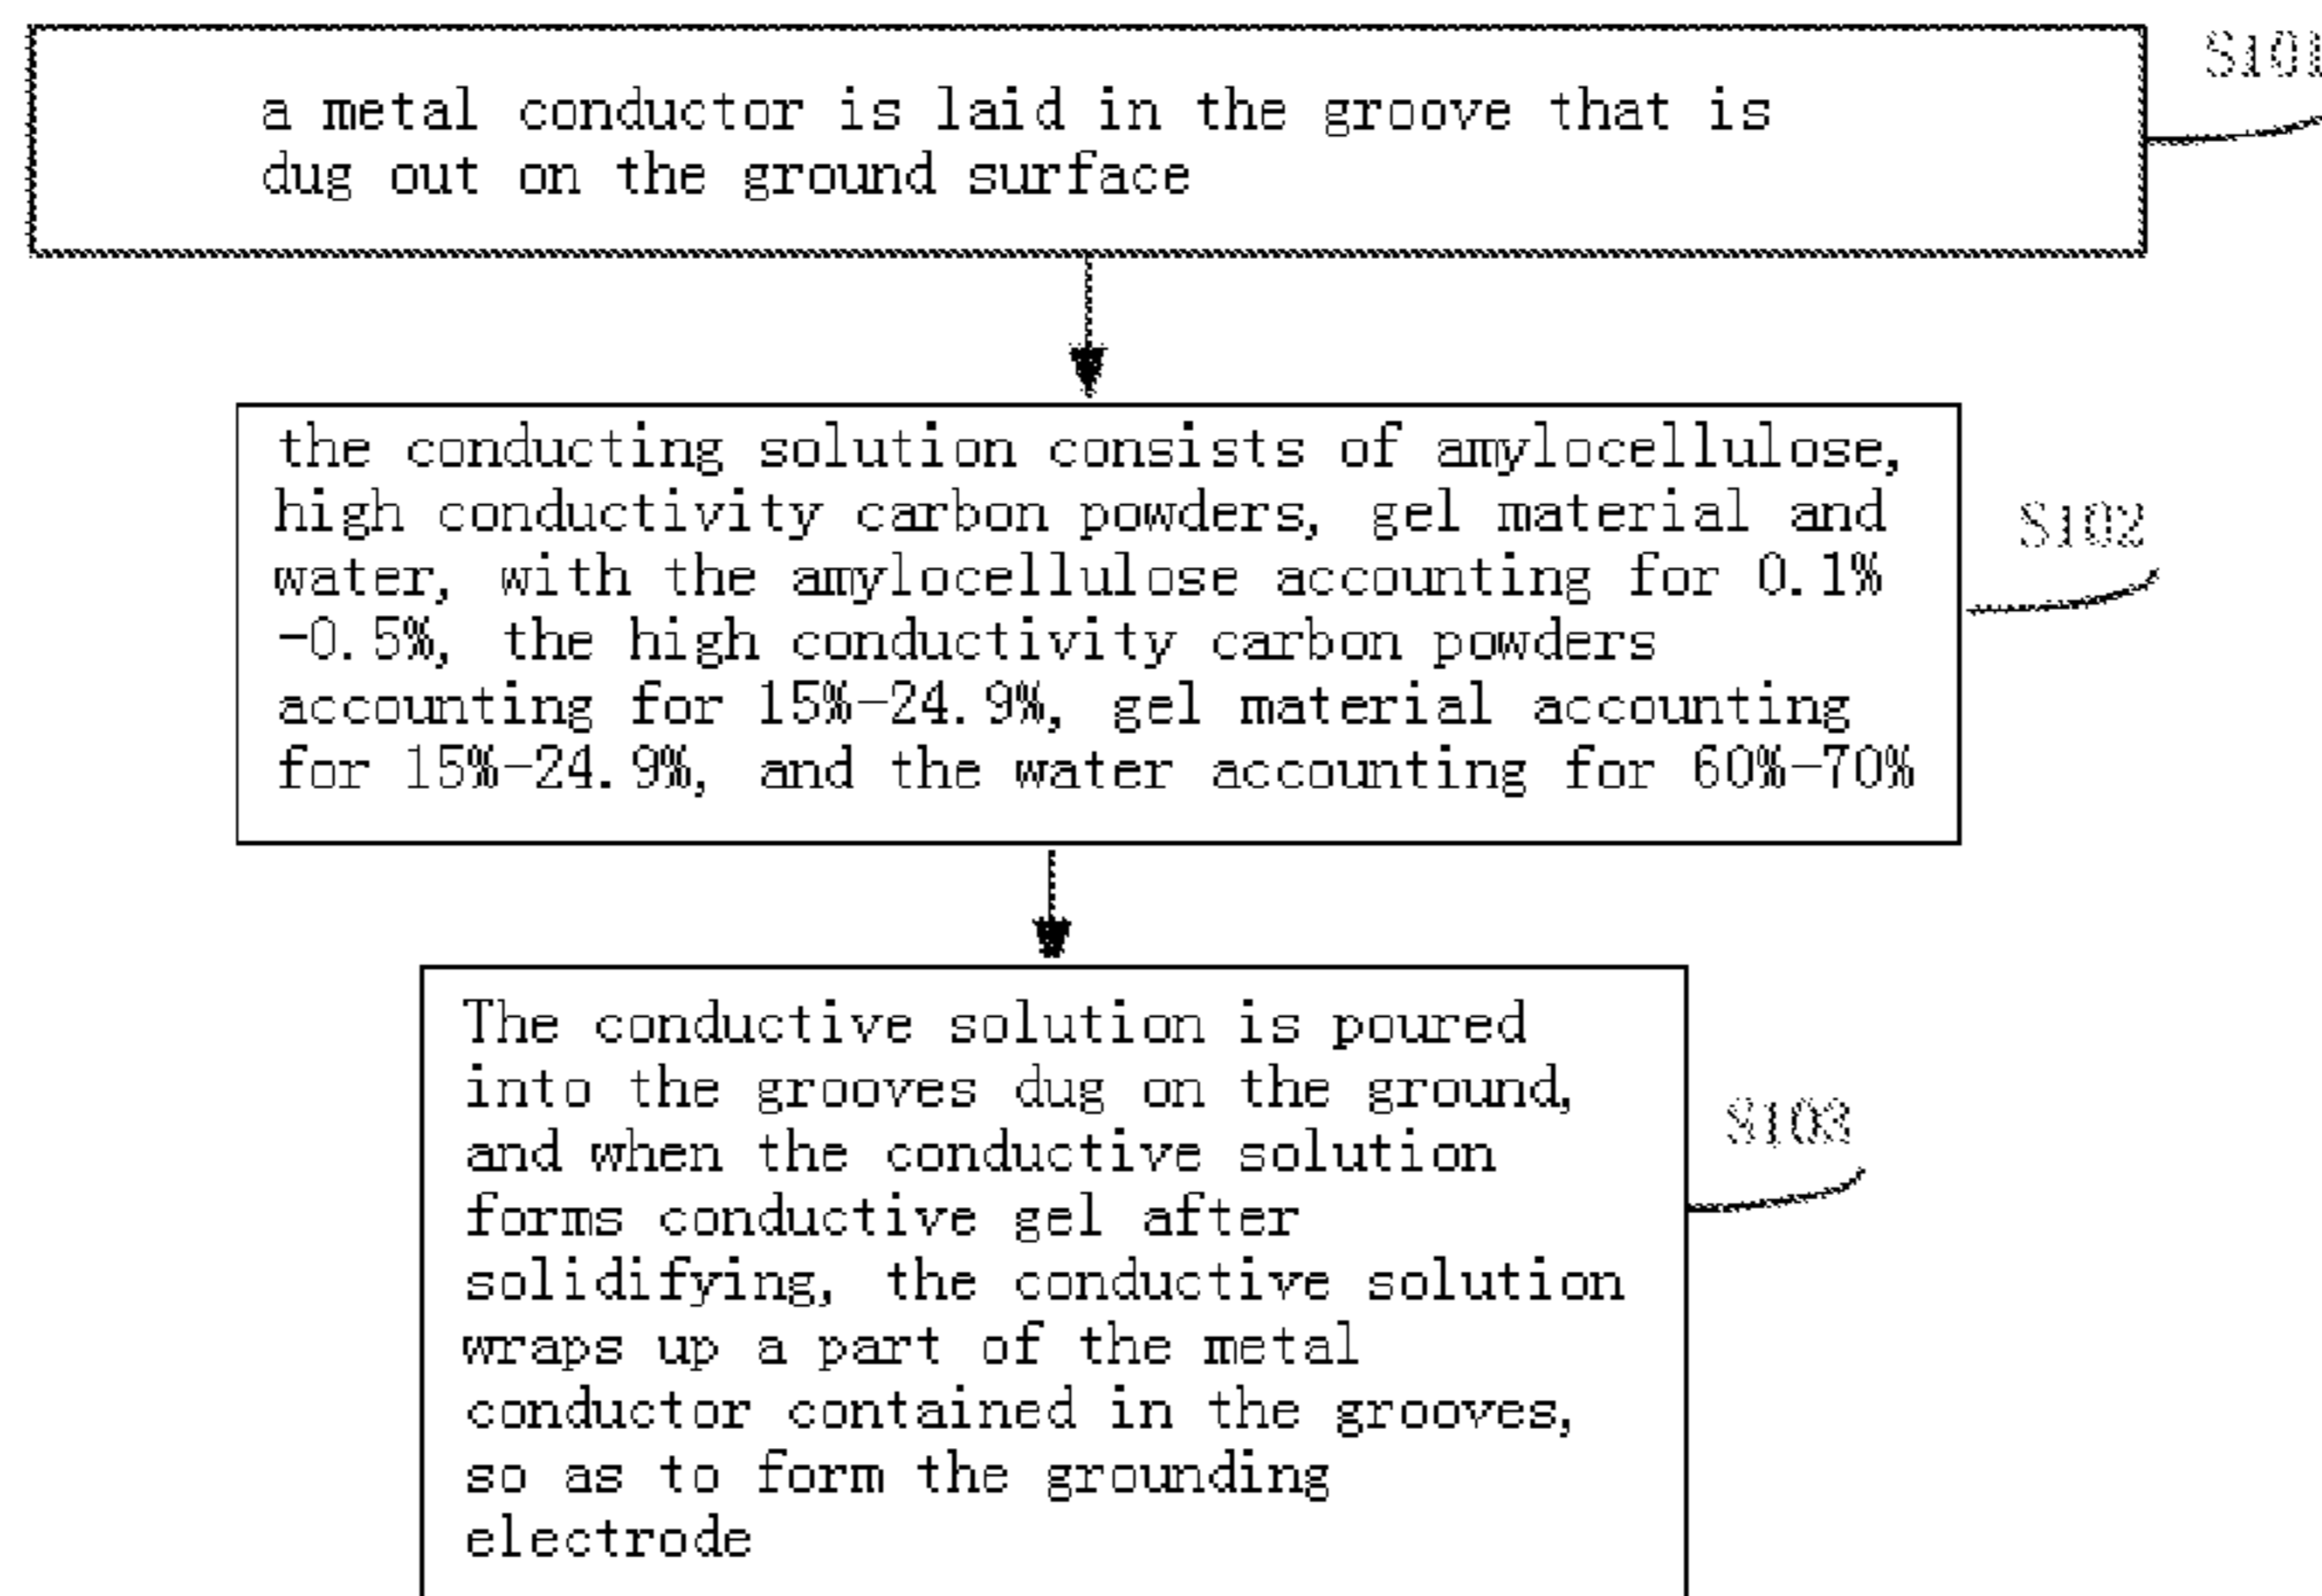 a metal conductor is laid in the groove that is
dug out on the ground surface
S101
the conducting solution consists of amylocellulose,
high conductivity carbon powders, gel material and
water, with the amylocellulose accounting for 0.1%
-0.5%, the high conductivity carbon powders
accounting for 15%-24.9%, gel material accounting
for 15%-24.9%, and the water accounting for 60%-70%
S102
The conductive solution is poured
into the grooves dug on the ground,
and when the conductive solution
forms conductive gel after
solidifying, the conductive solution
wraps up a part of the metal
conductor contained in the grooves,
so as to form the grounding
electrode
S103